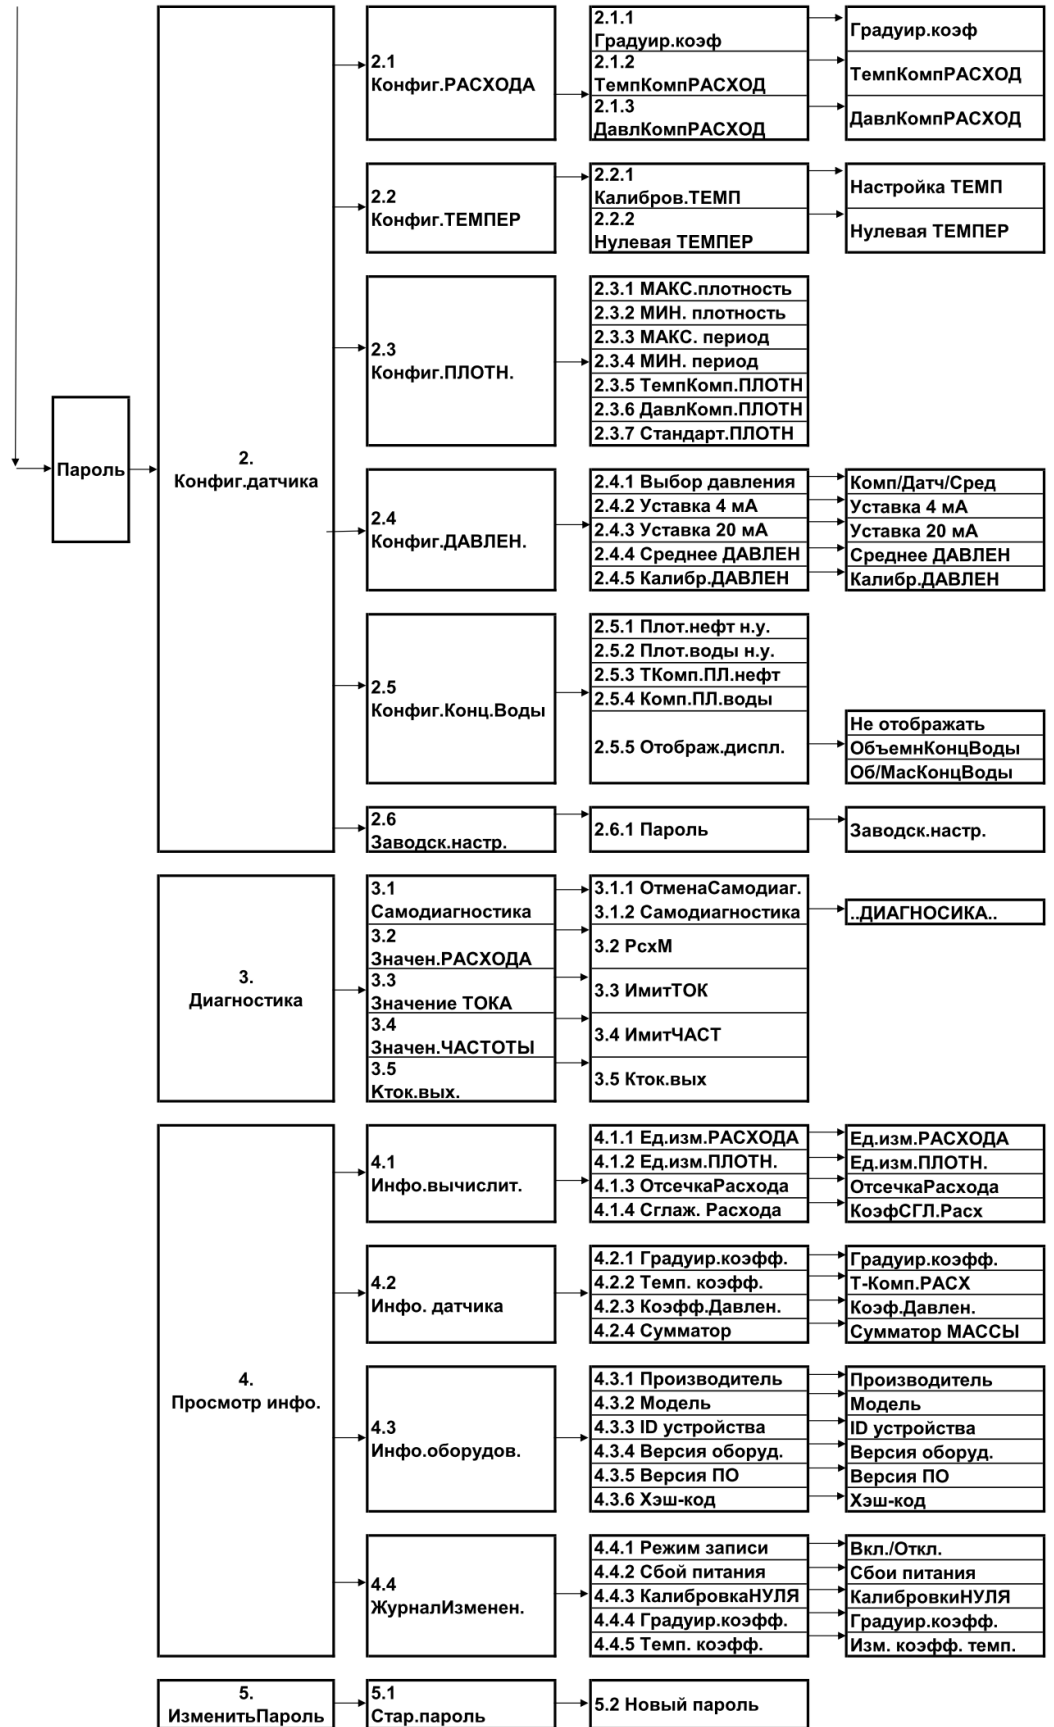 2.1.1
Градуир.коэф
Градуир.коэф
2.1
Конфиг.РАСХОДА
2.1.2
ТемпКомпРАСХОД
ТемпКомпРАСХОД
2.1.3
ДавлКомпРАСХОД
ДавлКомпРАСХОД
2.2
Конфиг.ТЕМПЕР
2.2.1
Калибров.ТЕМП
Настройка ТЕМП
2.2.2
Нулевая ТЕМПЕР
Нулевая ТЕМПЕР
2.3
Конфиг.ПЛОТН.
2.3.1 МАКС.плотность
2.3.2 МИН. плотность
2.3.3 МАКС. период
2.3.4 МИН. период
2.3.5 ТемпКомп.ПЛОТН
2.3.6 ДавлКомп.ПЛОТН
2.3.7 Стандарт.ПЛОТН
Пароль
2.
Конфиг.датчика
2.4
Конфиг.ДАВЛЕН.
2.4.1 Выбор давления
Комп/Датч/Сред
2.4.2 Уставка 4 мА
Уставка 4 мА
2.4.3 Уставка 20 мА
Уставка 20 мА
2.4.4 Среднее ДАВЛЕН
Среднее ДАВЛЕН
2.4.5 Калибр.ДАВЛЕН
Калибр.ДАВЛЕН
2.5
Конфиг.Конц.Воды
2.5.1 Плот.нефт н.у.
2.5.2 Плот.воды н.у.
2.5.3 ТКомп.ПЛ.нефт
2.5.4 Комп.ПЛ.воды
2.5.5 Отображ.диспл.
Не отображать
ОбъемнКонцВоды
Об/МасКонцВоды
2.6
Заводск.настр.
2.6.1 Пароль
Заводск.настр.
3.
Диагностика
3.1
Самодиагностика
3.1.1 ОтменаСамодиаг.
3.1.2 Самодиагностика
..ДИАГНОСИКА..
3.2
Значен.РАСХОДА
3.2 РсхМ
3.3
Значение ТОКА
3.3 ИмитТОК
3.4
Значен.ЧАСТОТЫ
3.4 ИмитЧАСТ
3.5
Кток.вых.
3.5 Кток.вых
4.
Просмотр инфо.
4.1
Инфо.вычислит.
4.1.1 Ед.изм.РАСХОДА
Ед.изм.РАСХОДА
4.1.2 Ед.изм.ПЛОТН.
Ед.изм.ПЛОТН.
4.1.3 ОтсечкаРасхода
ОтсечкаРасхода
4.1.4 Сглаж. Расхода
КоэфСГЛ.Расх
4.2
Инфо. датчика
4.2.1 Градуир.коэфф.
Градуир.коэфф.
4.2.2 Темп. коэфф.
Т-Комп.РАСХ
4.2.3 Коэфф.Давлен.
Коэф.Давлен.
4.2.4 Сумматор
Сумматор МАССЫ
4.3
Инфо.оборудов.
4.3.1 Производитель
Производитель
4.3.2 Модель
Модель
4.3.3 ID устройства
ID устройства
4.3.4 Версия оборуд.
Версия оборуд.
4.3.5 Версия ПО
Версия ПО
4.3.6 Хэш-код
Хэш-код
4.4
ЖурналИзменен.
4.4.1 Режим записи
Вкл./Откл.
4.4.2 Сбой питания
Сбои питания
4.4.3 КалибровкаНУЛЯ
КалибровкиНУЛЯ
4.4.4 Градуир.коэфф.
Градуир.коэфф.
4.4.5 Темп. коэфф.
Изм. коэфф. темп.
5.
ИзменитьПароль
5.1
Стар.пароль
5.2 Новый пароль